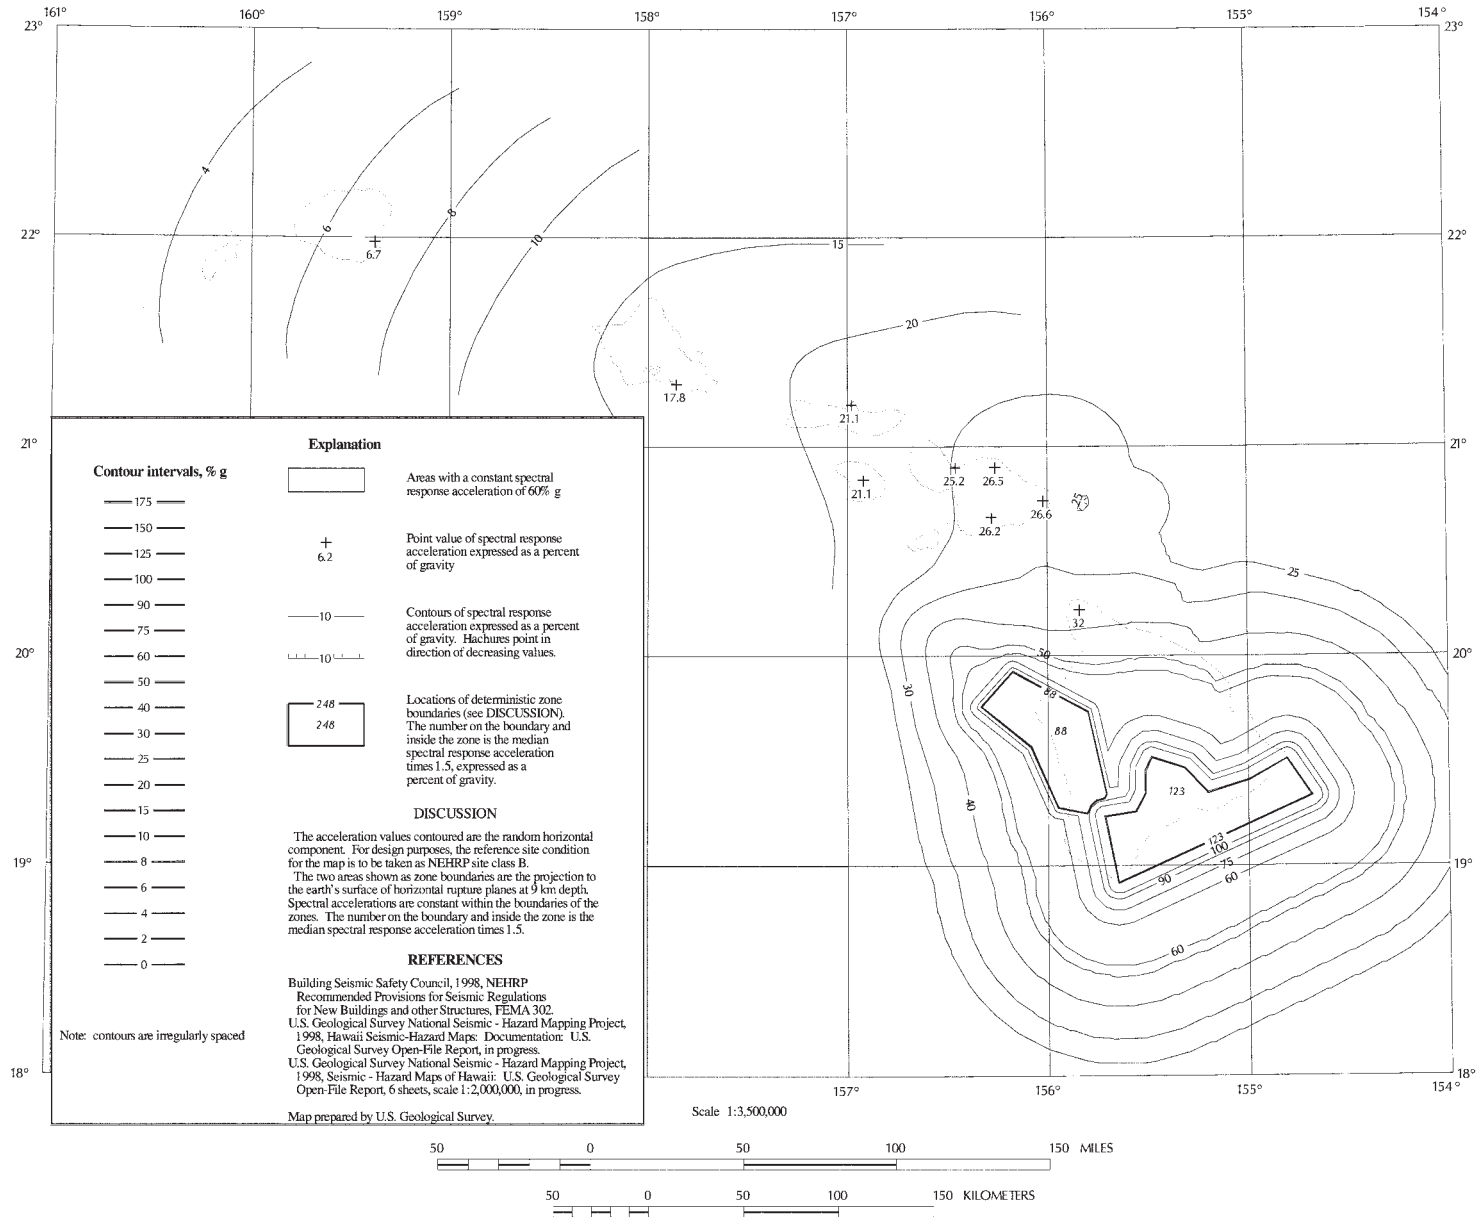 161° 160° 159° 158° 157° 156° 155° 154°
23° 23°
4
6
8
10
6.7
22° 22°
15
20
17.8
21.1
21.1
25.2 26.5
26.6
26.2
25
21° 21°
25
32
20° 20°
50
30
88
88
40
123
123
100
75
90 60
60
19° 19°
18° 18°
Explanation
Contour intervals, % g
175
150
125
100
90
75
60
50
40
30
25
20
15
10
8
6
4
2
0
Note: contours are irregularly spaced
Areas with a constant spectral
response acceleration of 60% g
6.2
Point value of spectral response
acceleration expressed as a percent
of gravity
10
10
Contours of spectral response
acceleration expressed as a percent
of gravity. Hachures point in
direction of decreasing values.
248
248
Locations of deterministic zone
boundaries (see DISCUSSION).
The number on the boundary and
inside the zone is the median
spectral response acceleration
times 1.5, expressed as a
percent of gravity.
DISCUSSION
The acceleration values contoured are the random horizontal
component. For design purposes, the reference site condition
for the map is to be taken as NEHRP site class B.
The two areas shown as zone boundaries are the projection to
the earth's surface of horizontal rupture planes at 9 km depth.
Spectral accelerations are constant within the boundaries of the
zones. The number on the boundary and inside the zone is the
median spectral response acceleration times 1.5.
REFERENCES
Building Seismic Safety Council, 1998, NEHRP
Recommended Provisions for Seismic Regulations
for New Buildings and other Structures, FEMA 302.
U.S. Geological Survey National Seismic - Hazard Mapping Project,
1998, Hawaii Seismic-Hazard Maps: Documentation: U.S.
Geological Survey Open-File Report, in progress.
U.S. Geological Survey National Seismic - Hazard Mapping Project,
1998, Seismic - Hazard Maps of Hawaii: U.S. Geological Survey
Open-File Report, 6 sheets, scale 1:2,000,000, in progress.
Map prepared by U.S. Geological Survey.
157° 156° 155° 154°
Scale 1:3,500,000
50 0 50 100 150 MILES
50 0 50 100 150 KILOMETERS